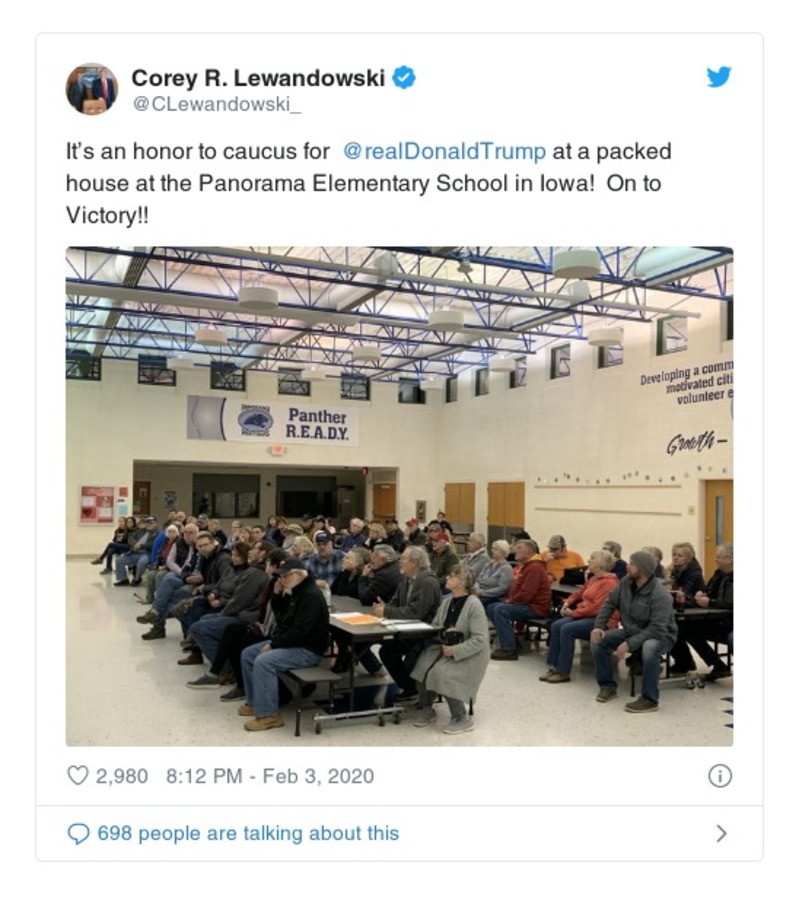 Corey R. Lewandowski
@CLewandowski_
It’s an honor to caucus for @realDonaldTrump at a packed
house at the Panorama Elementary School in Iowa! On to
Victory!!
PANORAMA
PANTHERS
Panther
R.E.A.D.Y.
Developing a comm
motivated citi
volunteer e
Growth –
2,980 8:12 PM - Feb 3, 2020
698 people are talking about this